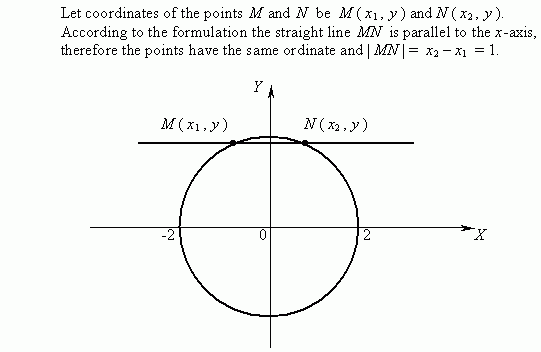 Let coordinates of the points M and N be M ( x₁ , y ) and N ( x₂ , y ).
According to the formulation the straight line MN is parallel to the x-axis,
therefore the points have the same ordinate and | MN | = x₂ – x₁ = 1.
Y
M ( x₁ , y ) N ( x₂ , y )
-2 0 2 X